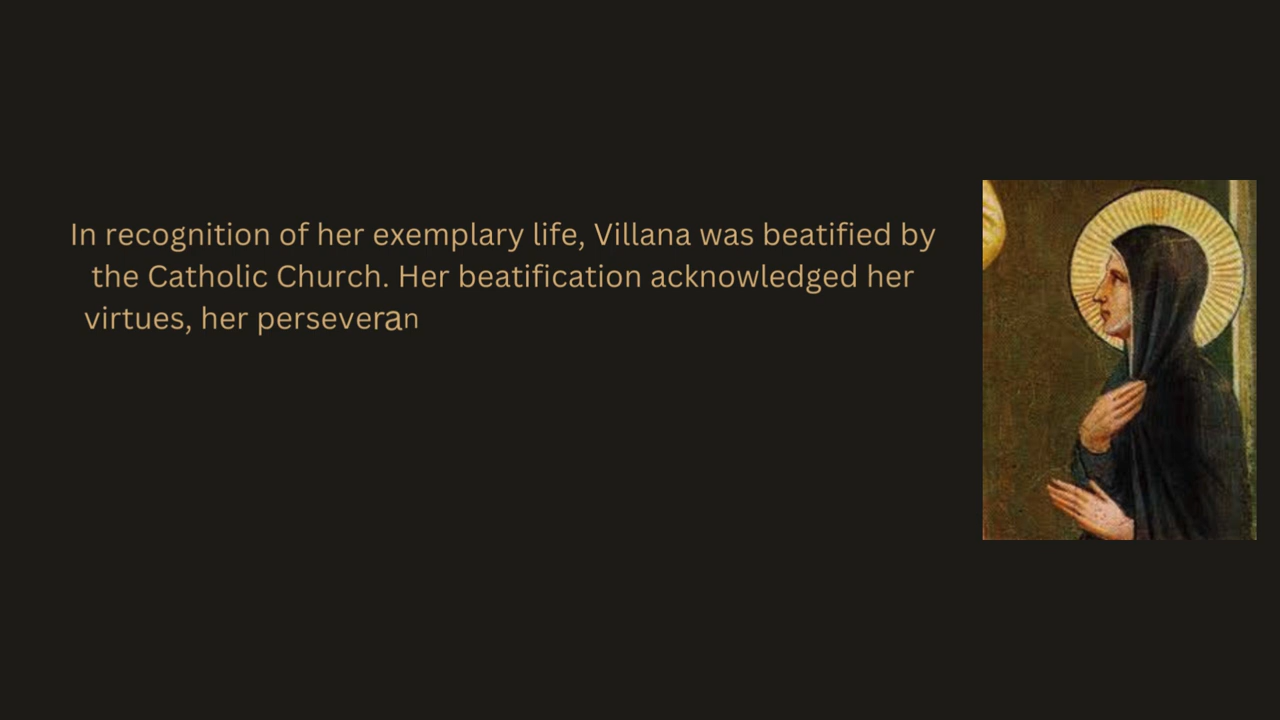 In recognition of her exemplary life, Villana was beatified by
the Catholic Church. Her beatification acknowledged her
virtues, her perseveran